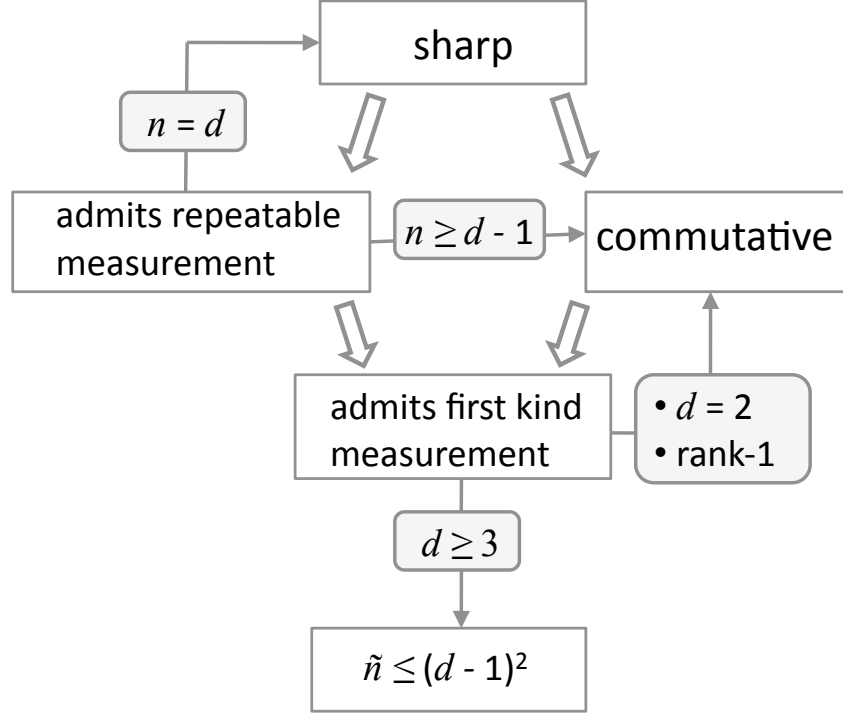 sharp
n = d
admits repeatable
measurement
n ≥ d - 1
commutative
admits first kind
measurement
• d = 2
• rank-1
d ≥ 3
ñ ≤ (d - 1)²